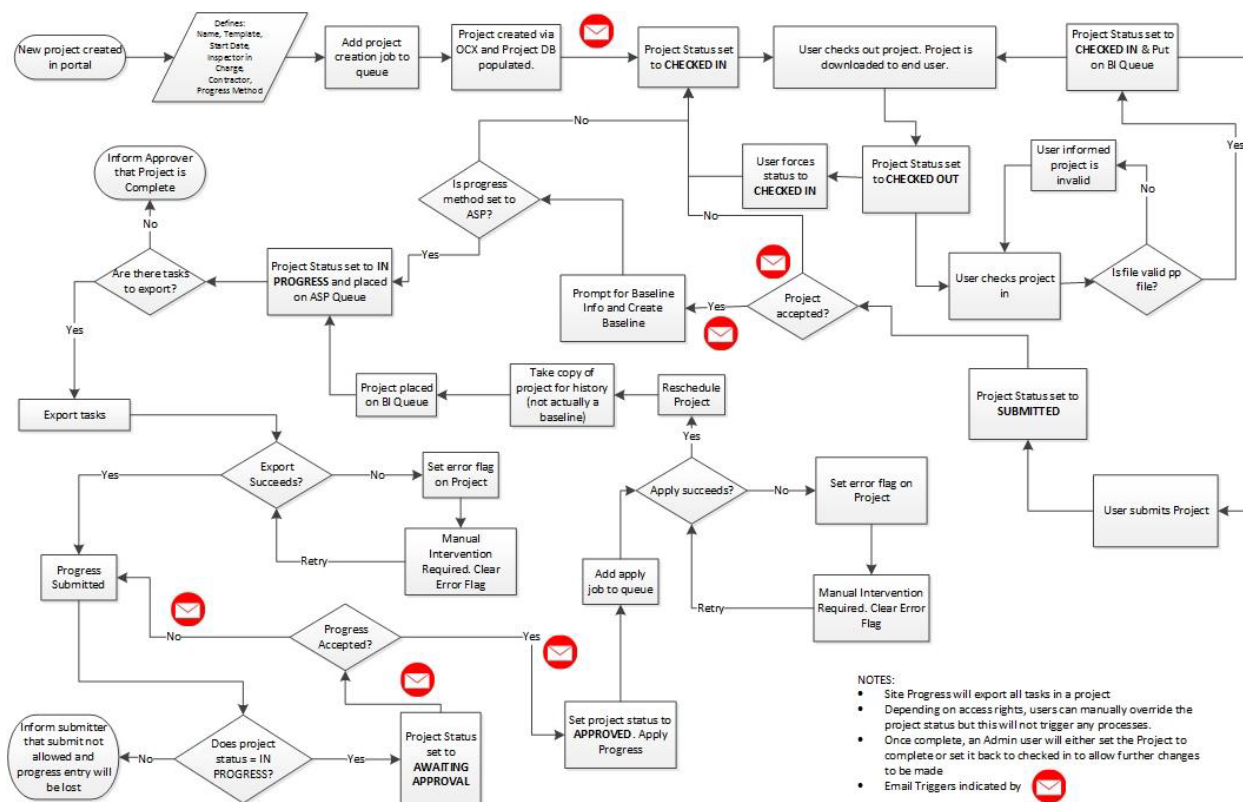 New project created
in portal
Defines:
Name, Template,
Start Date,
Inspector in
Charge,
Contractor,
Progress Method
Add project
creation job to
queue
Project created via
OCX and Project DB
populated.
Project Status set
to CHECKED IN
User checks out project. Project is
downloaded to end user.
Project Status set to
CHECKED IN & Put
on BI Queue
No
Yes
Inform Approver
that Project is
Complete
Is progress
method set to
ASP?
User forces
status to
CHECKED IN
Project Status set
to CHECKED OUT
User informed
project is
invalid
No
No
No
Yes
Are there tasks
to export?
Project Status set to IN
PROGRESS and placed
on ASP Queue
Prompt for Baseline
Info and Create
Baseline
Yes
Project
accepted?
User checks project
in
Is file valid pp
file?
Yes
Export tasks
Project placed
on BI Queue
Take copy of
project for history
(not actually a
baseline)
Reschedule
Project
Project Status set to
SUBMITTED
Yes
Yes
Export
Succeeds?
No
Set error flag
on Project
Apply succeeds?
No
Set error flag on
Project
User submits Project
Manual
Intervention
Required. Clear
Error Flag
Retry
Progress
Submitted
Add apply
job to queue
Manual Intervention
Required. Clear Error
Flag
Retry
No
Progress
Accepted?
Yes
Inform submitter
that submit not
allowed and
progress entry will
be lost
No
Does project
status = IN
PROGRESS?
Yes
Project Status
set to
AWAITING
APPROVAL
Set project status to
APPROVED. Apply
Progress
NOTES:
• Site Progress will export all tasks in a project
• Depending on access rights, users can manually override the
project status but this will not trigger any processes.
• Once complete, an Admin user will either set the Project to
complete or set it back to checked in to allow further changes
to be made
• Email Triggers indicated by